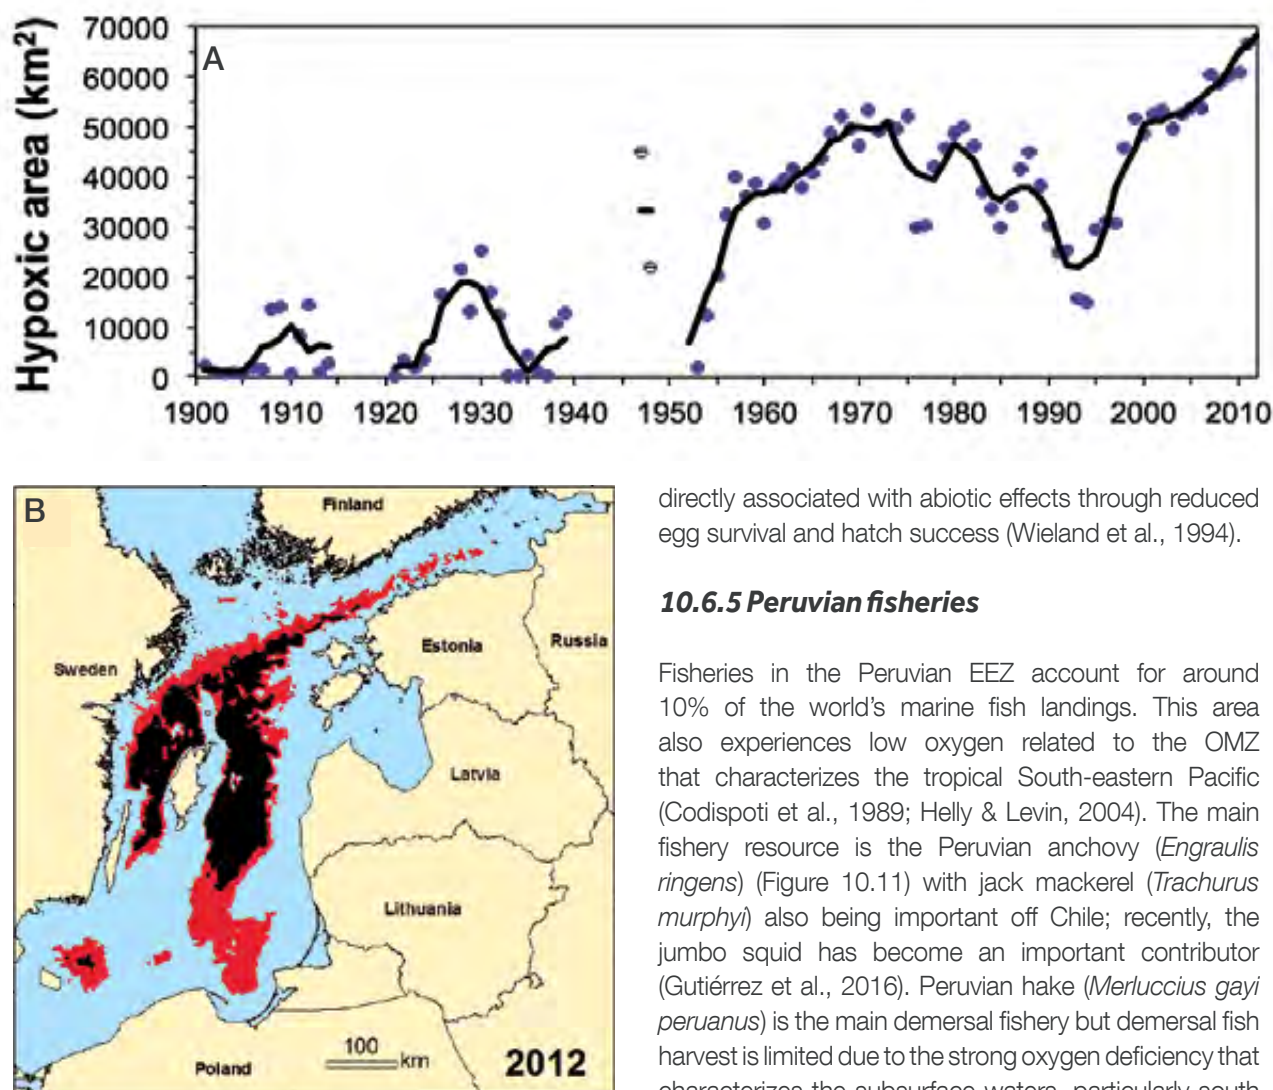 Hypoxic area (km²)
70000
60000
50000
40000
30000
20000
10000
0
A
1900 1910 1920 1930 1940 1950 1960 1970 1980 1990 2000 2010
B
Finland
Sweden
Estonia
Russia
Latvia
Lithuania
Poland
100
km
2012
directly associated with abiotic effects through reduced
egg survival and hatch success (Wieland et al., 1994).
10.6.5 Peruvian fisheries
Fisheries in the Peruvian EEZ account for around
10% of the world’s marine fish landings. This area
also experiences low oxygen related to the OMZ
that characterizes the tropical South-eastern Pacific
(Codispoti et al., 1989; Helly & Levin, 2004). The main
fishery resource is the Peruvian anchovy (Engraulis
ringens) (Figure 10.11) with jack mackerel (Trachurus
murphyi) also being important off Chile; recently, the
jumbo squid has become an important contributor
(Gutiérrez et al., 2016). Peruvian hake (Merluccius gayi
peruanus) is the main demersal fishery but demersal fish
harvest is limited due to the strong oxygen deficiency that
characterizes the subsurface waters, particularly south